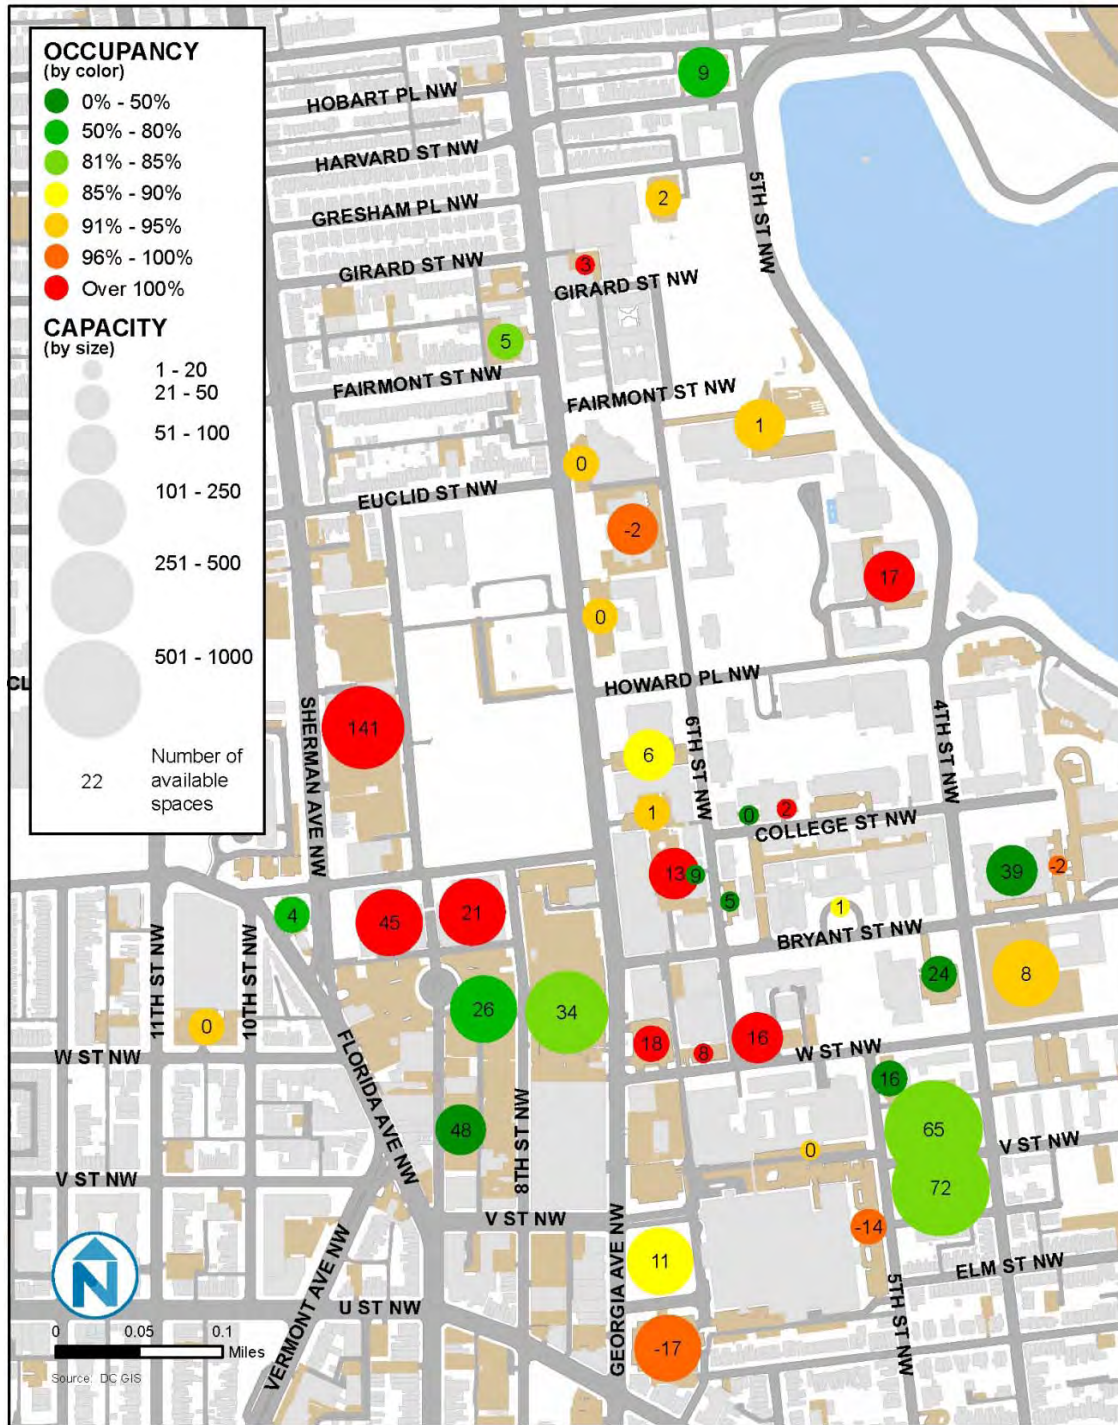 OCCUPANCY
(by color)
0% - 50%
50% - 80%
81% - 85%
85% - 90%
91% - 95%
96% - 100%
Over 100%
CAPACITY
(by size)
1 - 20
21 - 50
51 - 100
101 - 250
251 - 500
501 - 1000
22
Number of
available
spaces
9
HOBART PL NW
HARVARD ST NW
5TH ST NW
GRESHAM PL NW
2
GIRARD ST NW
3
GIRARD ST NW
5
FAIRMONT ST NW
FAIRMONT ST NW
1
0
EUCLID ST NW
-2
17
0
HOWARD PL NW
CL
SHERMAN AVE NW
141
6TH ST NW
4TH ST NW
6
1
0
2
COLLEGE ST NW
13
9
39
-2
5
1
4
45
21
BRYANT ST NW
11TH ST NW
10TH ST NW
24
8
26
34
0
18
8
16
W ST NW
W ST NW
FLORIDA AVE NW
16
48
65
8TH ST NW
0
V ST NW
V ST NW
72
V ST NW
-14
VERMONT AVE NW
GEORGIA AVE NW
11
ELM ST NW
N
U ST NW
5TH ST NW
-17
0
0.05
0.1
Miles
Source: DC GIS